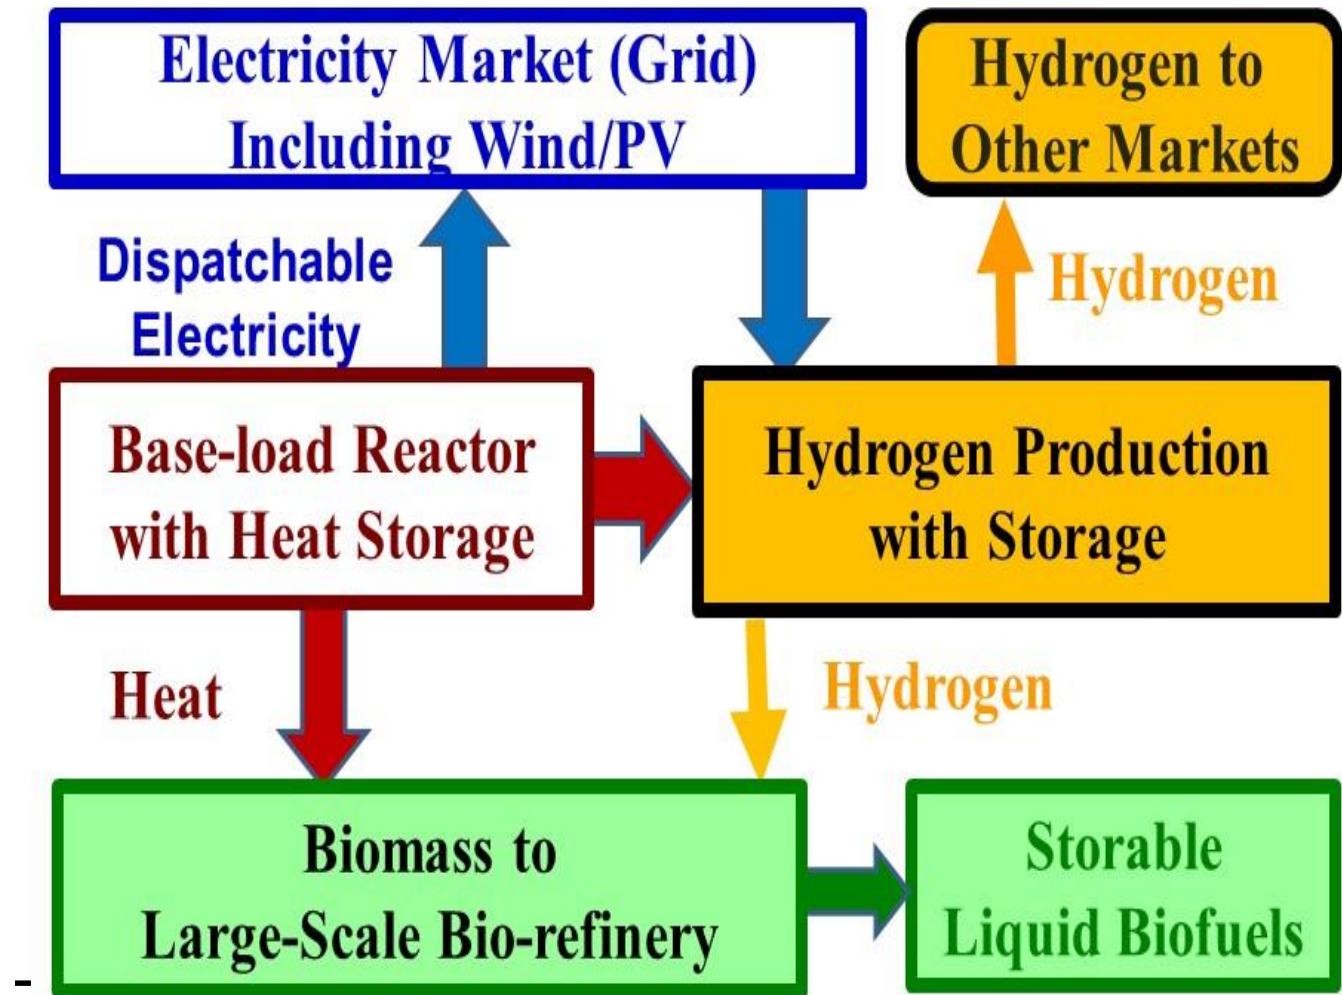 Electricity Market (Grid)
Including Wind/PV
Hydrogen to
Other Markets
Dispatchable
Electricity
Hydrogen
Base-load Reactor
with Heat Storage
Hydrogen Production
with Storage
Heat
Hydrogen
Biomass to
Large-Scale Bio-refinery
Storable
Liquid Biofuels
-